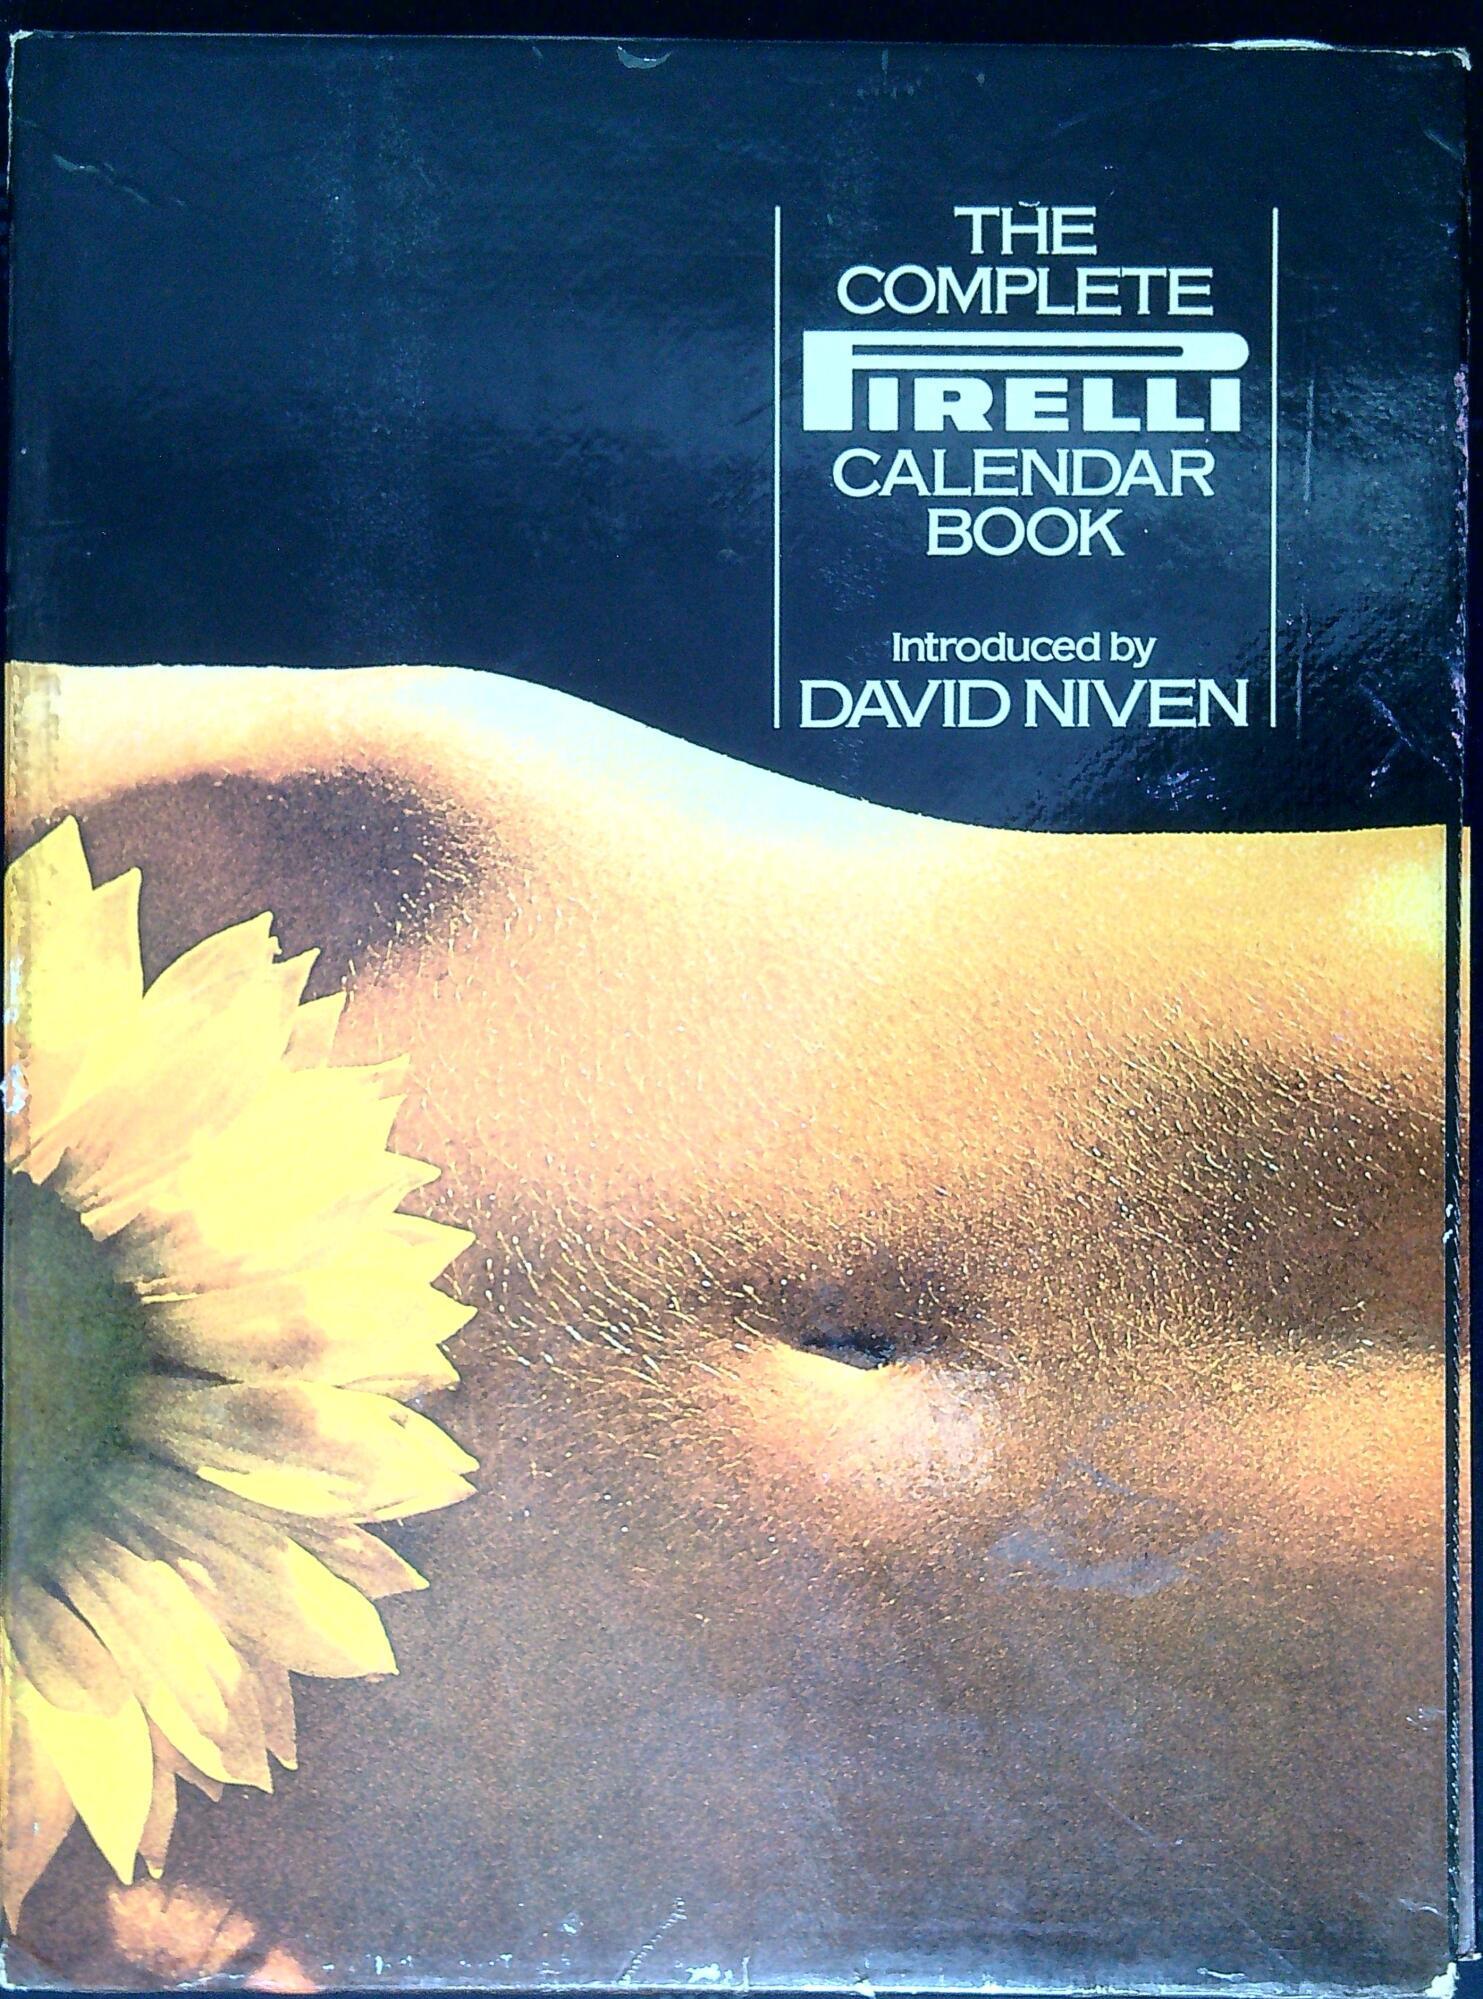 THE
COMPLETE
PIRELLI
CALENDAR
BOOK
Introduced by
DAVID NIVEN